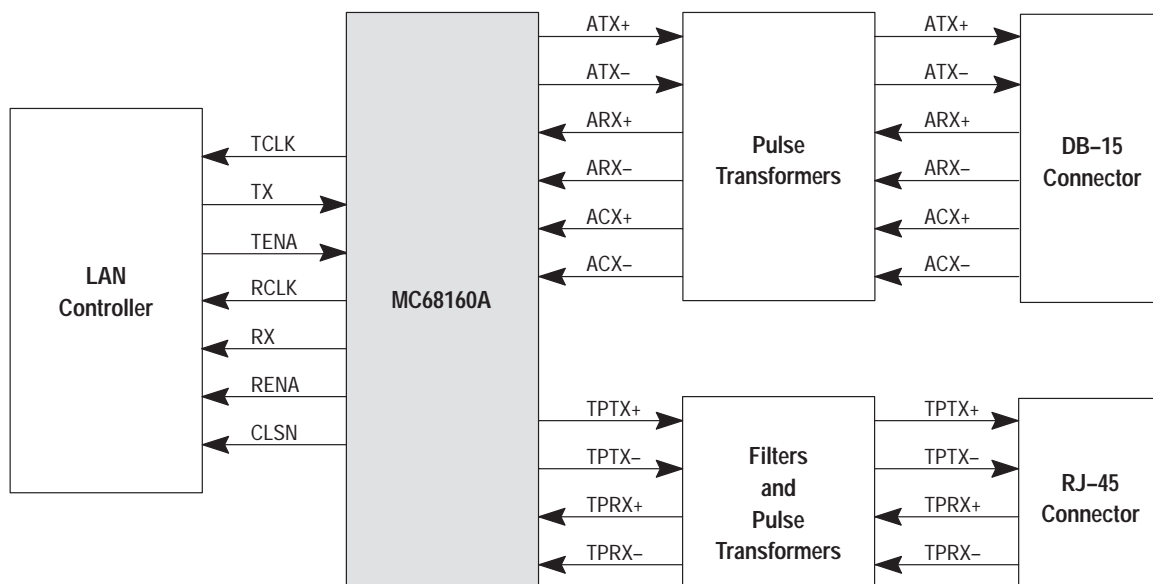 LAN
Controller
TCLK
TX
TENA
RCLK
RX
RENA
CLSN
MC68160A
ATX+
ATX–
ARX+
ARX–
ACX+
ACX–
Pulse
Transformers
ATX+
ATX–
ARX+
ARX–
ACX+
ACX–
DB–15
Connector
TPTX+
TPTX–
TPRX+
TPRX–
Filters
and
Pulse
Transformers
TPTX+
TPTX–
TPRX+
TPRX–
RJ–45
Connector